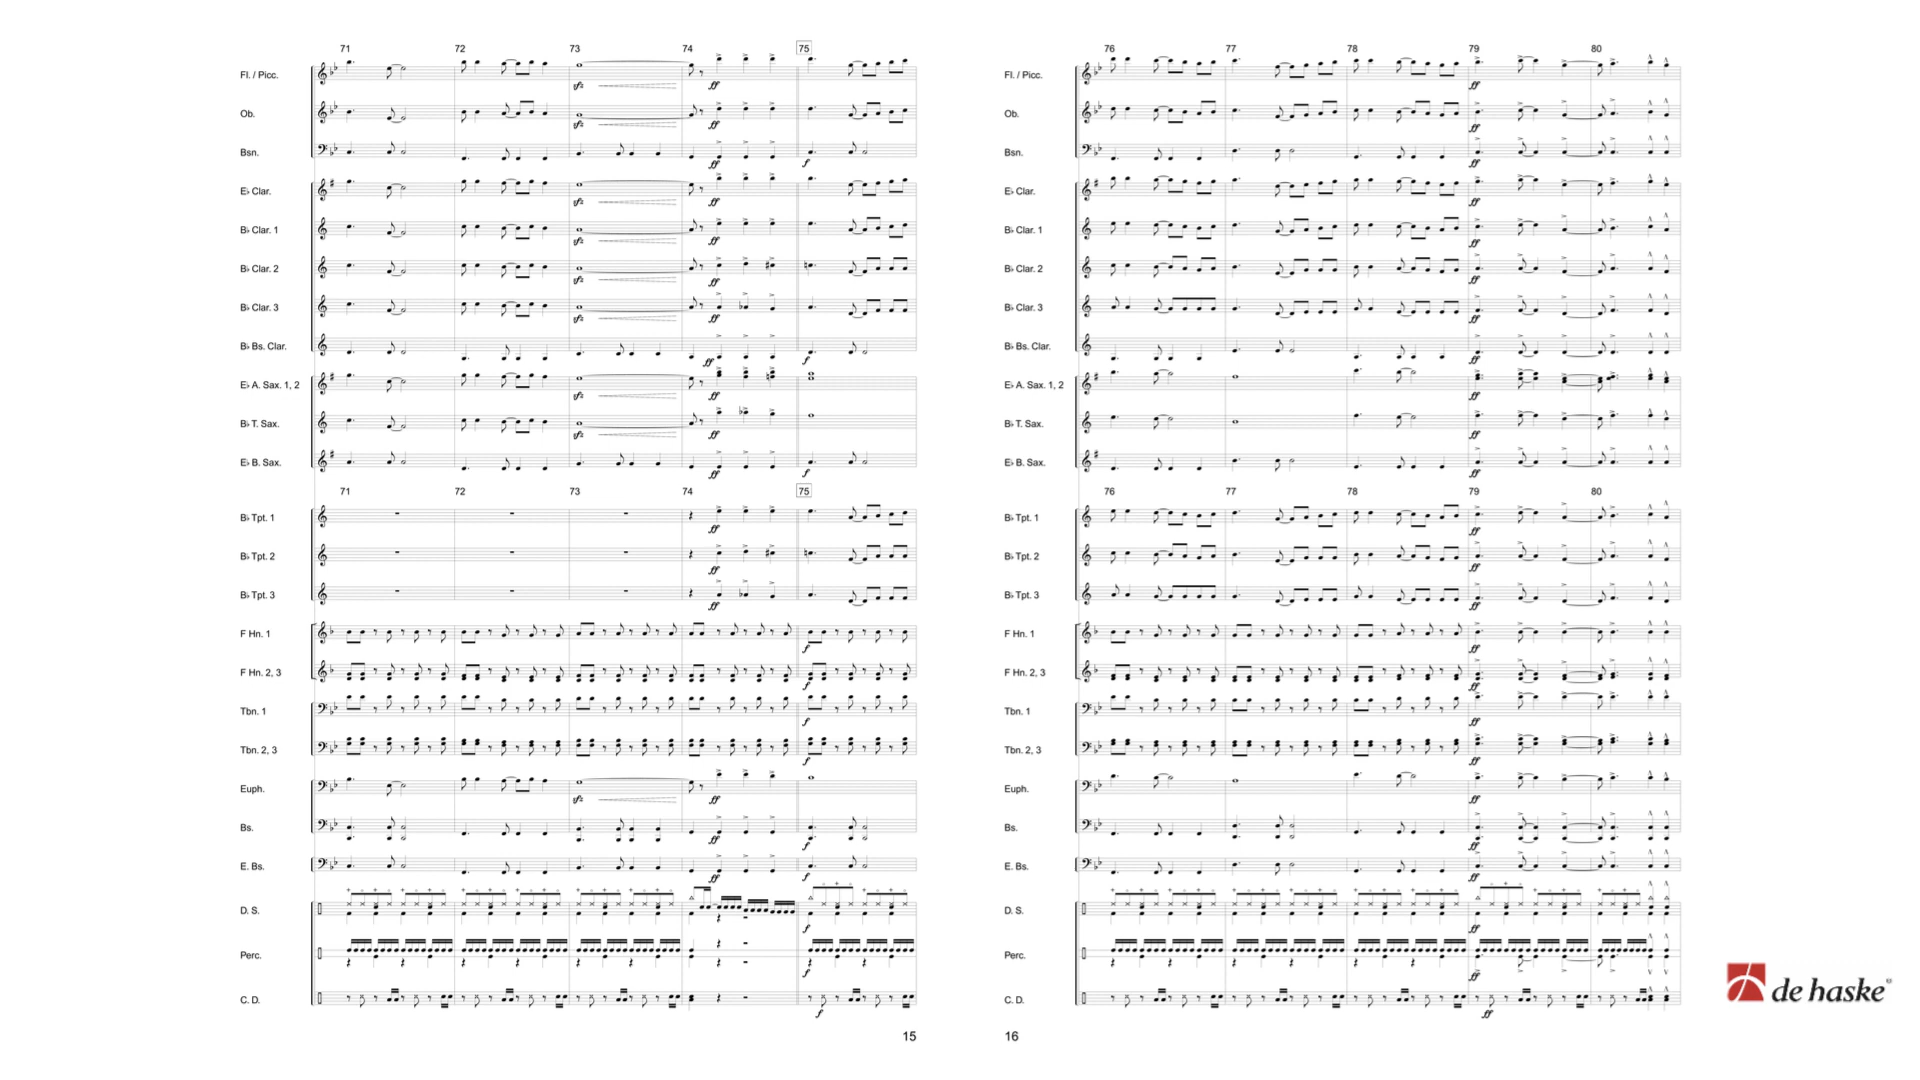 71 72 73 74 75
Fl. / Picc.
Ob.
Bsn.
E♭ Clar.
B♭ Clar. 1
B♭ Clar. 2
B♭ Clar. 3
B♭ Bs. Clar.
E♭ A. Sax. 1, 2
B♭ T. Sax.
E♭ B. Sax.
71 72 73 74 75
B♭ Tpt. 1
B♭ Tpt. 2
B♭ Tpt. 3
F Hn. 1
F Hn. 2, 3
Tbn. 1
Tbn. 2, 3
Euph.
Bs.
E. Bs.
D. S.
Perc.
C. D.
15
76 77 78 79 80
Fl. / Picc.
Ob.
Bsn.
E♭ Clar.
B♭ Clar. 1
B♭ Clar. 2
B♭ Clar. 3
B♭ Bs. Clar.
E♭ A. Sax. 1, 2
B♭ T. Sax.
E♭ B. Sax.
76 77 78 79 80
B♭ Tpt. 1
B♭ Tpt. 2
B♭ Tpt. 3
F Hn. 1
F Hn. 2, 3
Tbn. 1
Tbn. 2, 3
Euph.
Bs.
E. Bs.
D. S.
Perc.
C. D.
16
de haske®